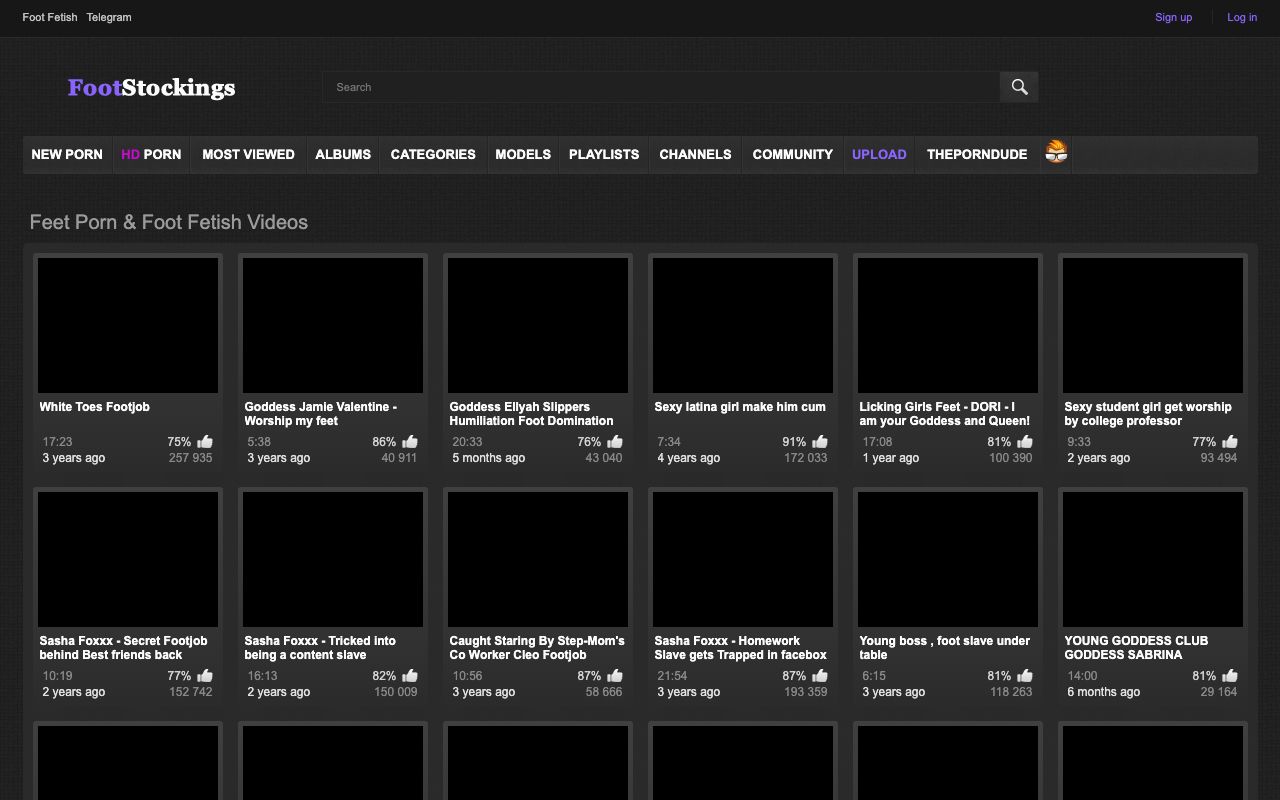 Foot Fetish Telegram Sign up Log in
FootStockings Search
NEW PORN HD PORN MOST VIEWED ALBUMS CATEGORIES MODELS PLAYLISTS CHANNELS COMMUNITY UPLOAD THEPORNDUDE
Feet Porn & Foot Fetish Videos
White Toes Footjob
17:23 75%
3 years ago 257 935
Goddess Jamie Valentine -
Worship my feet
5:38 86%
3 years ago 40 911
Goddess Ellyah Slippers
Humiliation Foot Domination
20:33 76%
5 months ago 43 040
Sexy latina girl make him cum
7:34 91%
4 years ago 172 033
Licking Girls Feet - DORI - I
am your Goddess and Queen!
17:08 81%
1 year ago 100 390
Sexy student girl get worship
by college professor
9:33 77%
2 years ago 93 494
Sasha Foxxx - Secret Footjob
behind Best friends back
10:19 77%
2 years ago 152 742
Sasha Foxxx - Tricked into
being a content slave
16:13 82%
2 years ago 150 009
Caught Staring By Step-Mom's
Co Worker Cleo Footjob
10:56 87%
3 years ago 58 666
Sasha Foxxx - Homework
Slave gets Trapped in facebox
21:54 87%
3 years ago 193 359
Young boss , foot slave under
table
6:15 81%
3 years ago 118 263
YOUNG GODDESS CLUB
GODDESS SABRINA
14:00 81%
6 months ago 29 164